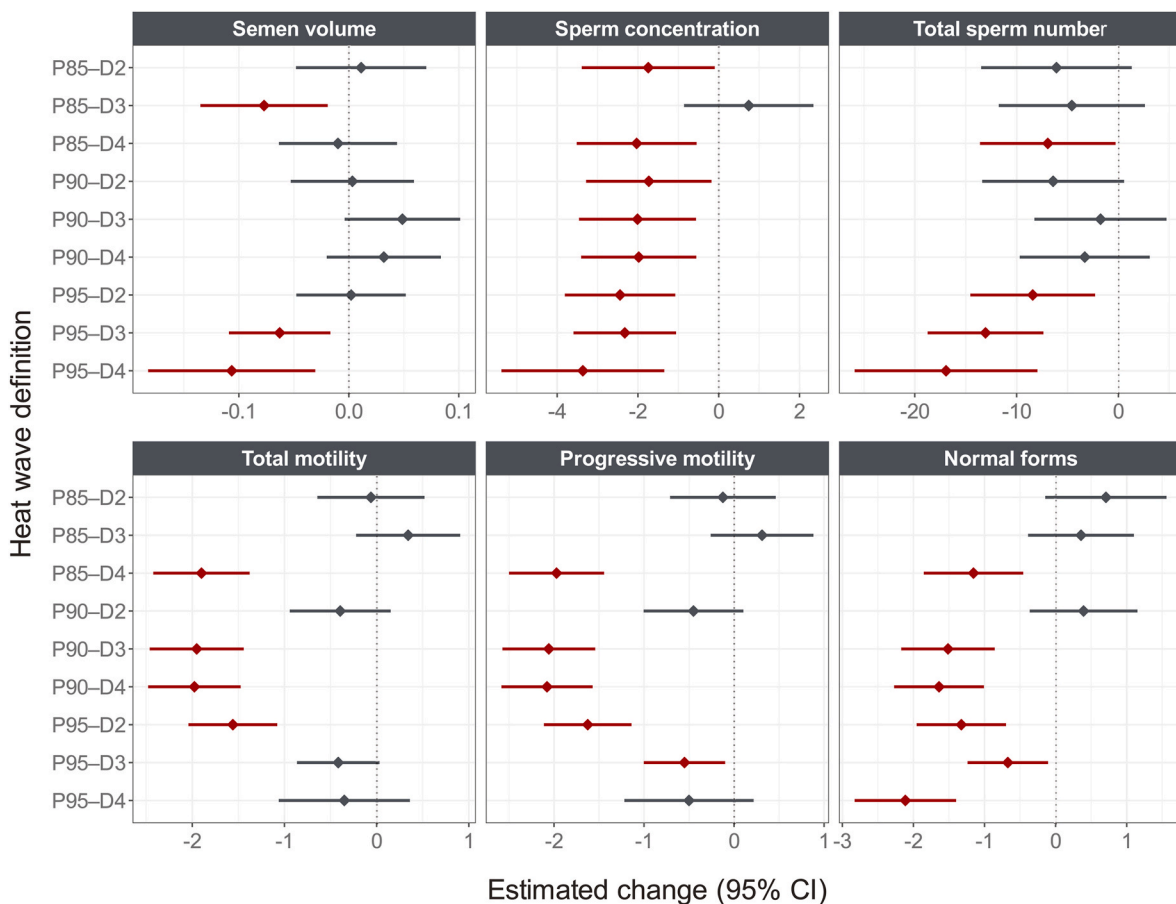 Semen volume
Sperm concentration
Total sperm number
P85–D2
P85–D3
P85–D4
P90–D2
P90–D3
P90–D4
P95–D2
P95–D3
P95–D4
-0.1 0.0 0.1
-4 -2 0 2
-20 -10 0
Heat wave definition
Total motility
Progressive motility
Normal forms
P85–D2
P85–D3
P85–D4
P90–D2
P90–D3
P90–D4
P95–D2
P95–D3
P95–D4
-2 -1 0 1
-2 -1 0 1
-3 -2 -1 0 1
Estimated change (95% CI)